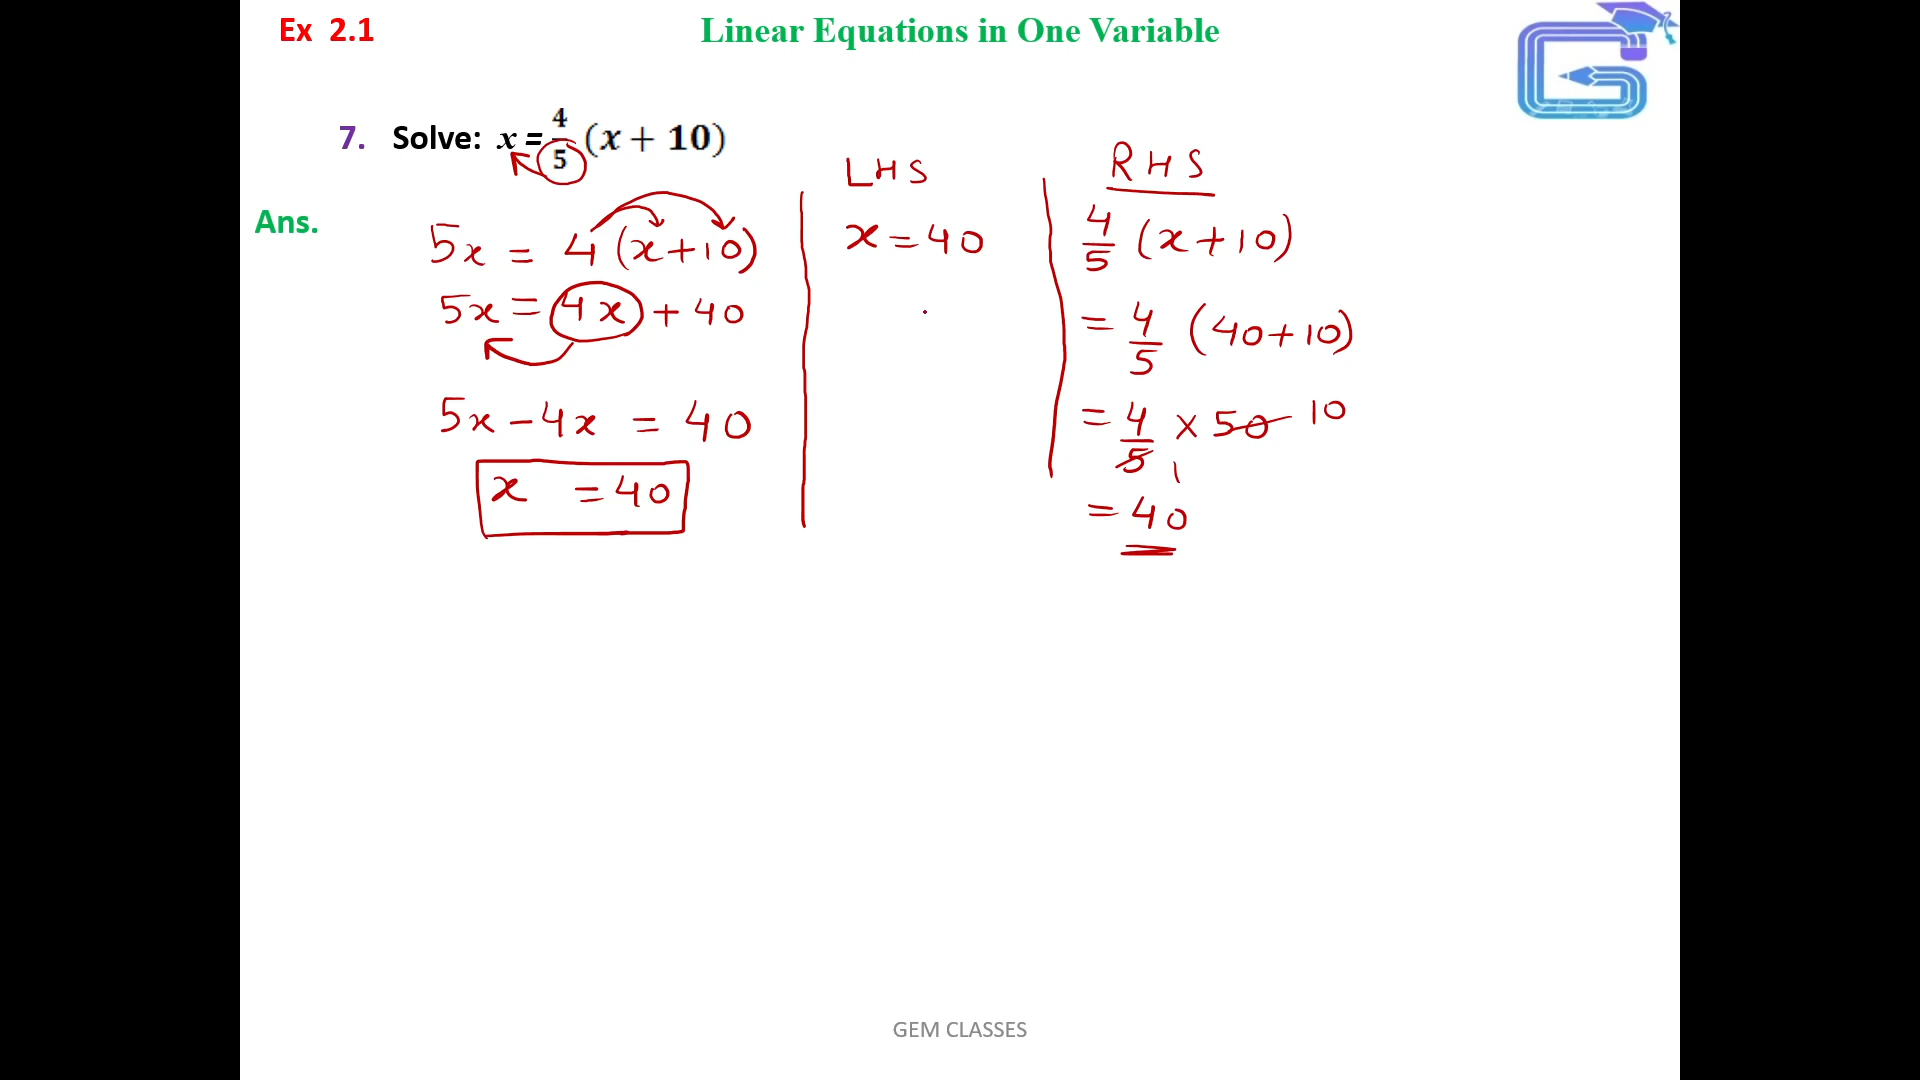 Ex 2.1
Linear Equations in One Variable
7. Solve: x = 4/5 (x + 10)
Ans.
5x = 4 (x+10)
5x = 4x + 40
5x - 4x = 40
x = 40
LHS
x = 40
RHS
4/5 (x+10)
= 4/5 (40+10)
= 4/5 × 50 10
1
= 40
GEM CLASSES